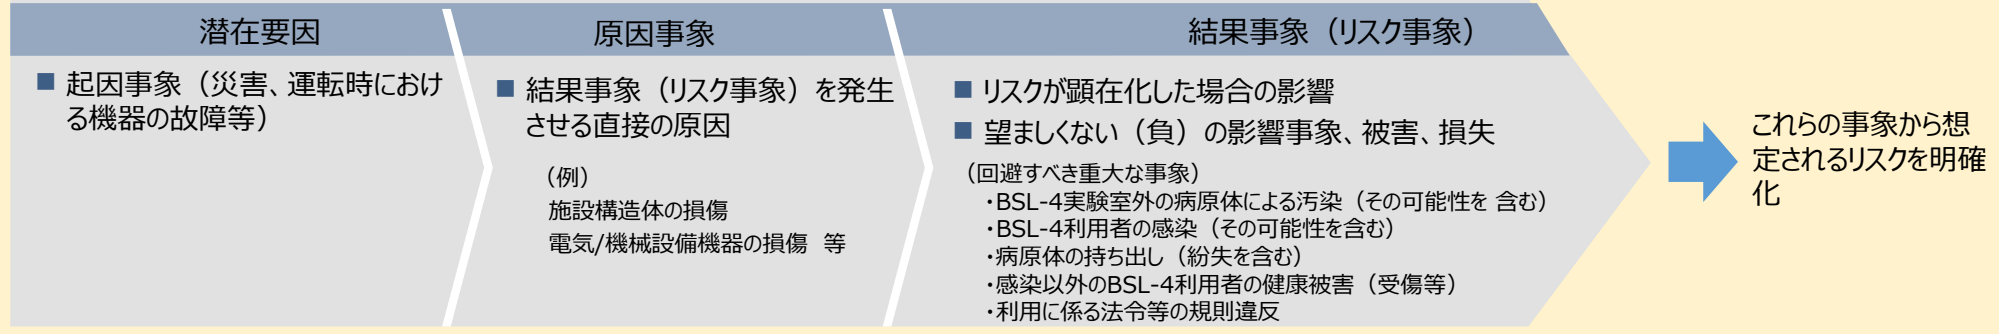 潜在要因
■ 起因事象（災害、運転時におけ
る機器の故障等）
原因事象
■ 結果事象（リスク事象）を発生
させる直接の原因
（例）
施設構造体の損傷
電気/機械設備機器の損傷 等
結果事象（リスク事象）
■ リスクが顕在化した場合の影響
■ 望ましくない（負）の影響事象、被害、損失
（回避すべき重大な事象）
・BSL-4実験室外の病原体による汚染（その可能性を 含む）
・BSL-4利用者の感染（その可能性を含む）
・病原体の持ち出し（紛失を含む）
・感染以外のBSL-4利用者の健康被害（受傷等）
・利用に係る法令等の規則違反
これらの事象から想
定されるリスクを明確
化